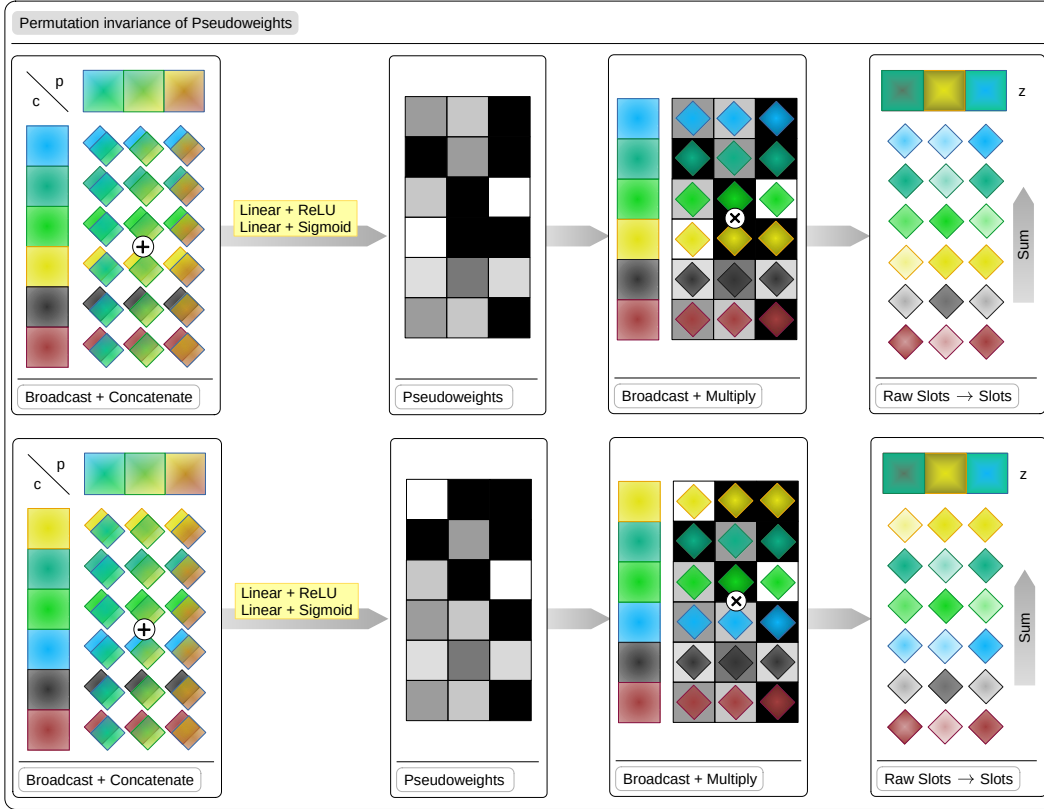 Permutation invariance of Pseudoweights
p
c
z
Linear + ReLU
Linear + Sigmoid
+
×
Sum
Broadcast + Concatenate
Pseudoweights
Broadcast + Multiply
Raw Slots → Slots
p
c
z
Linear + ReLU
Linear + Sigmoid
+
×
Sum
Broadcast + Concatenate
Pseudoweights
Broadcast + Multiply
Raw Slots → Slots